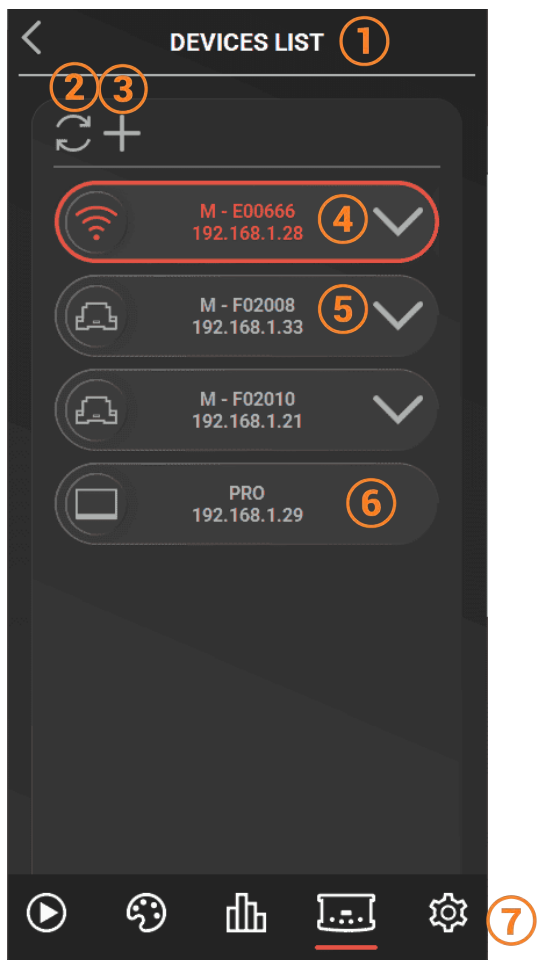 DEVICES LIST 1
2 3
M - E00666
192.168.1.28
4
M - F02008
192.168.1.33
5
M - F02010
192.168.1.21
PRO
192.168.1.29
6
7